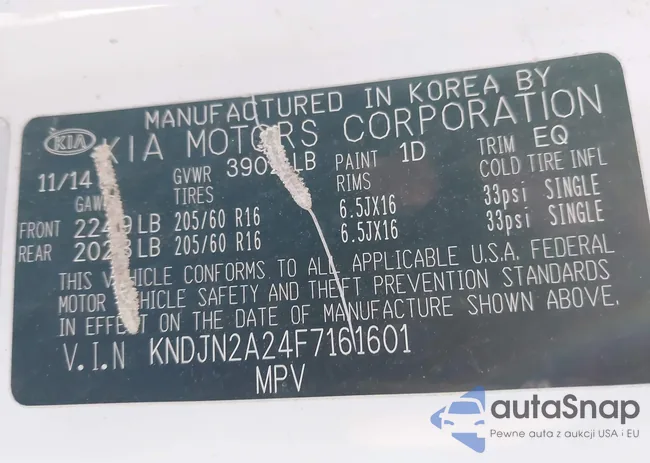 MANUFACTURED IN KOREA BY
KIA KIA MOTORS CORPORATION
11/14 GVWR LB PAINT 1D TRIM EQ
TIRES RIMS COLD TIRE INFL
FRONT LB 205/60 R16 6.5JX16 33psi SINGLE
REAR LB 205/60 R16 6.5JX16 33psi SINGLE
THIS VEHICLE CONFORMS TO ALL APPLICABLE U.S.A. FEDERAL
MOTOR VEHICLE SAFETY AND THEFT PREVENTION STANDARDS
IN EFFECT ON THE DATE OF MANUFACTURE SHOWN ABOVE.
V.I.N KNDJN2A24F7161601
MPV
autaSnap
Pewne auta z aukcji USA i EU